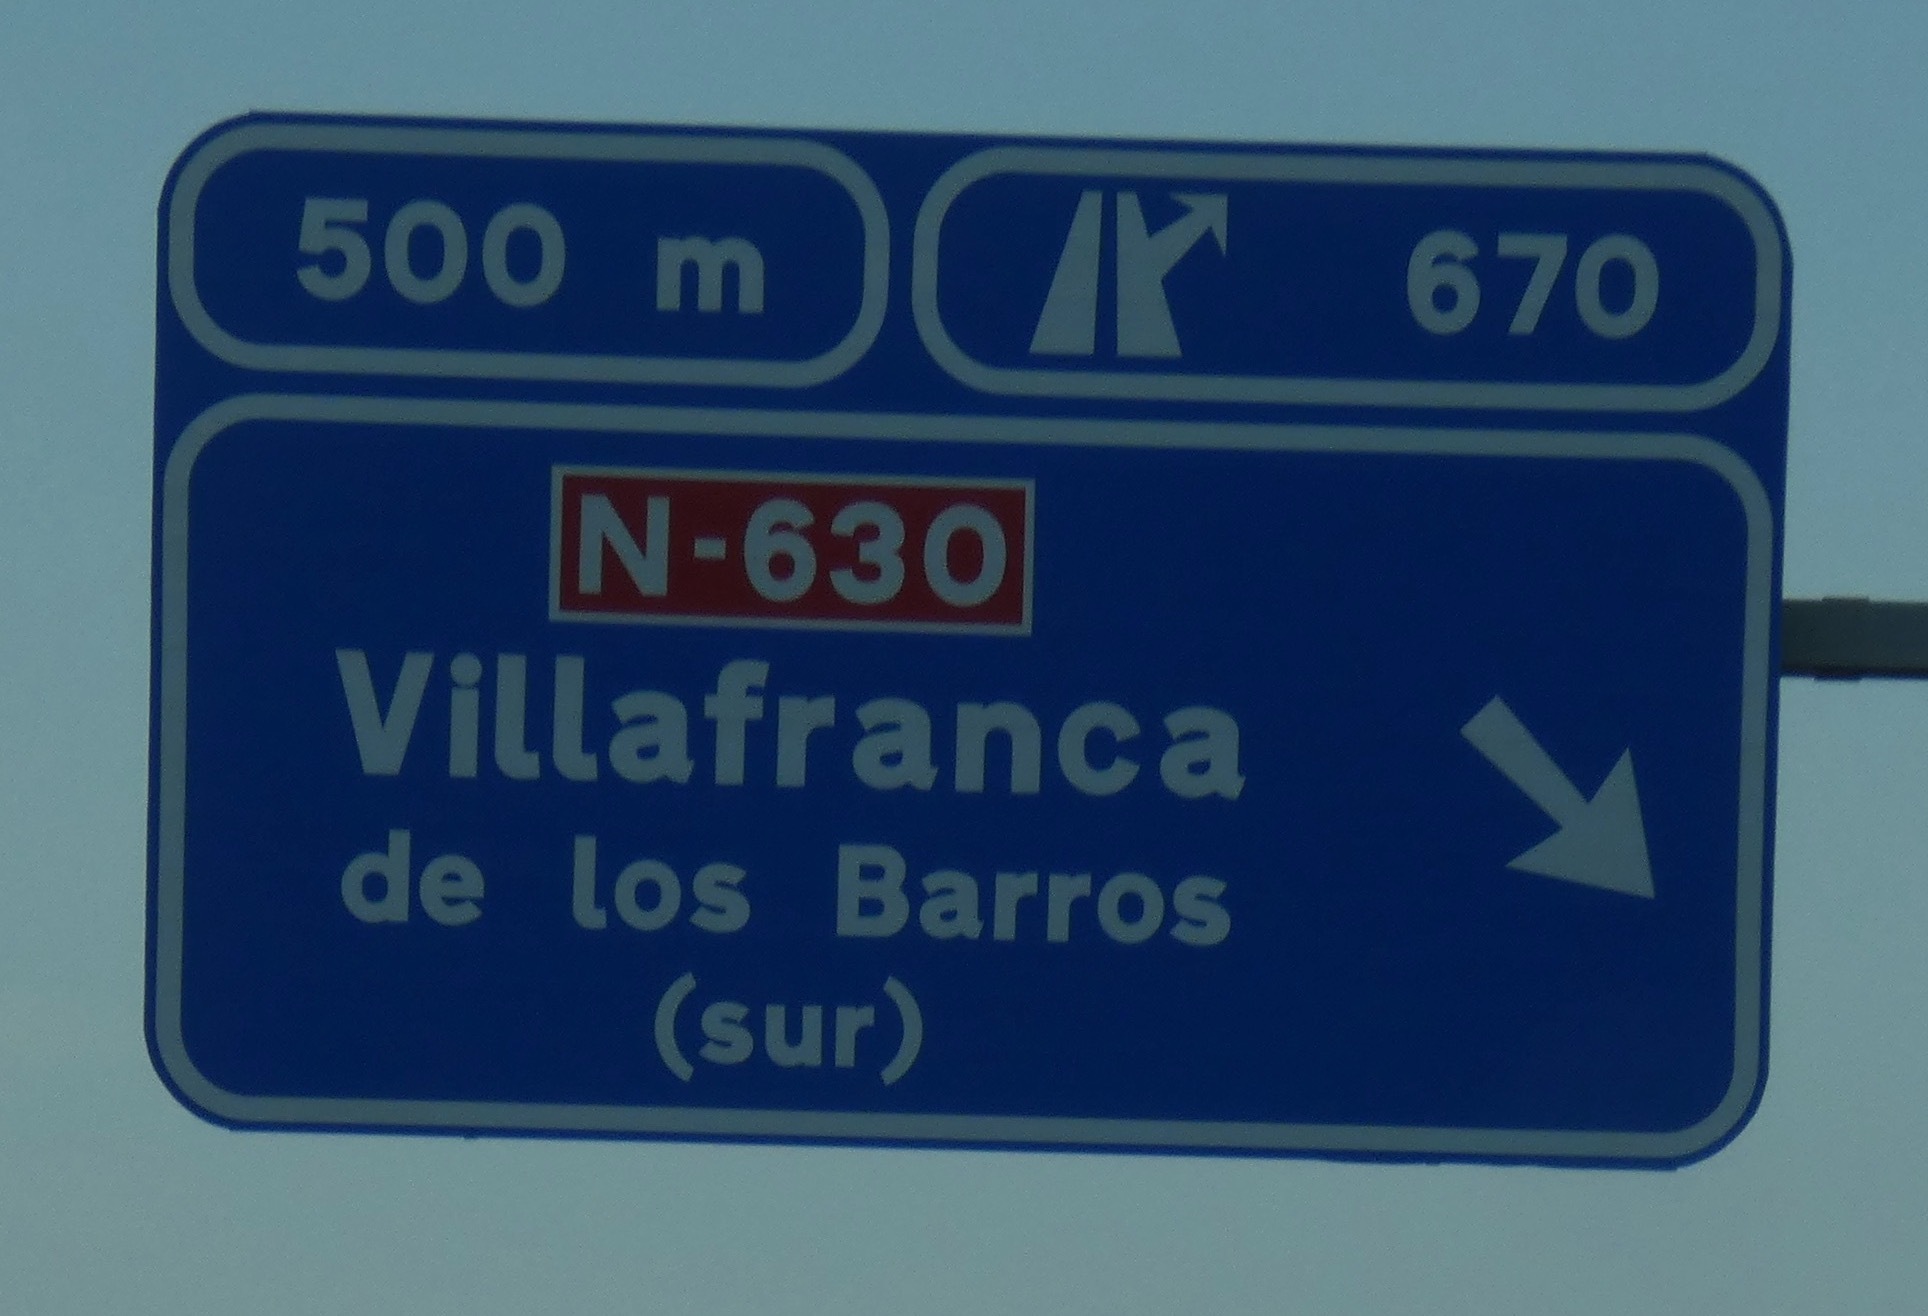 500 m
670
N-630
Villafranca
de los Barros
(sur)